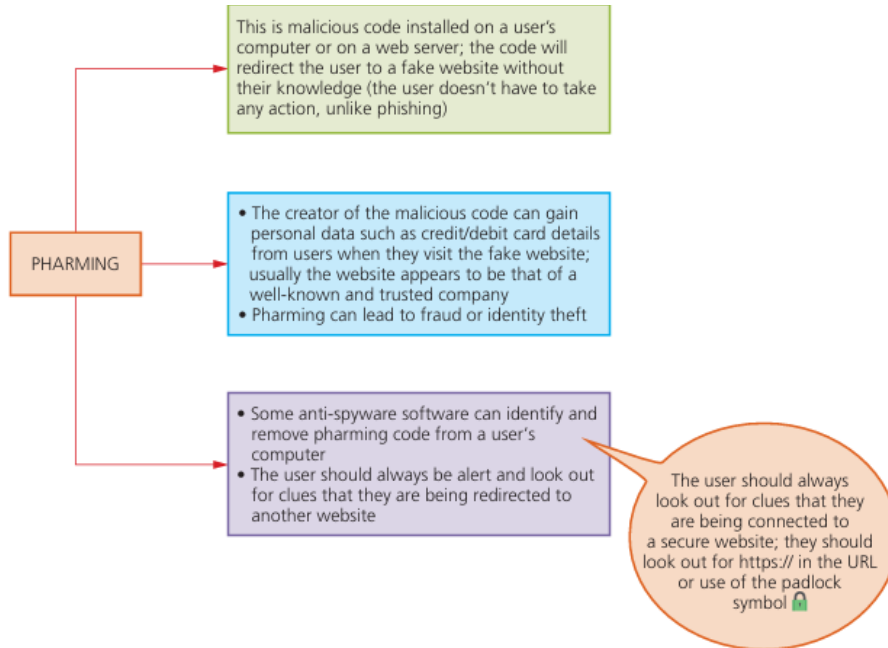 This is malicious code installed on a user’s
computer or on a web server; the code will
redirect the user to a fake website without
their knowledge (the user doesn’t have to take
any action, unlike phishing)
PHARMING
• The creator of the malicious code can gain
personal data such as credit/debit card details
from users when they visit the fake website;
usually the website appears to be that of a
well-known and trusted company
• Pharming can lead to fraud or identity theft
• Some anti-spyware software can identify and
remove pharming code from a user’s
computer
• The user should always be alert and look out
for clues that they are being redirected to
another website
The user should always
look out for clues that they
are being connected to
a secure website; they should
look out for https:// in the URL
or use of the padlock
symbol